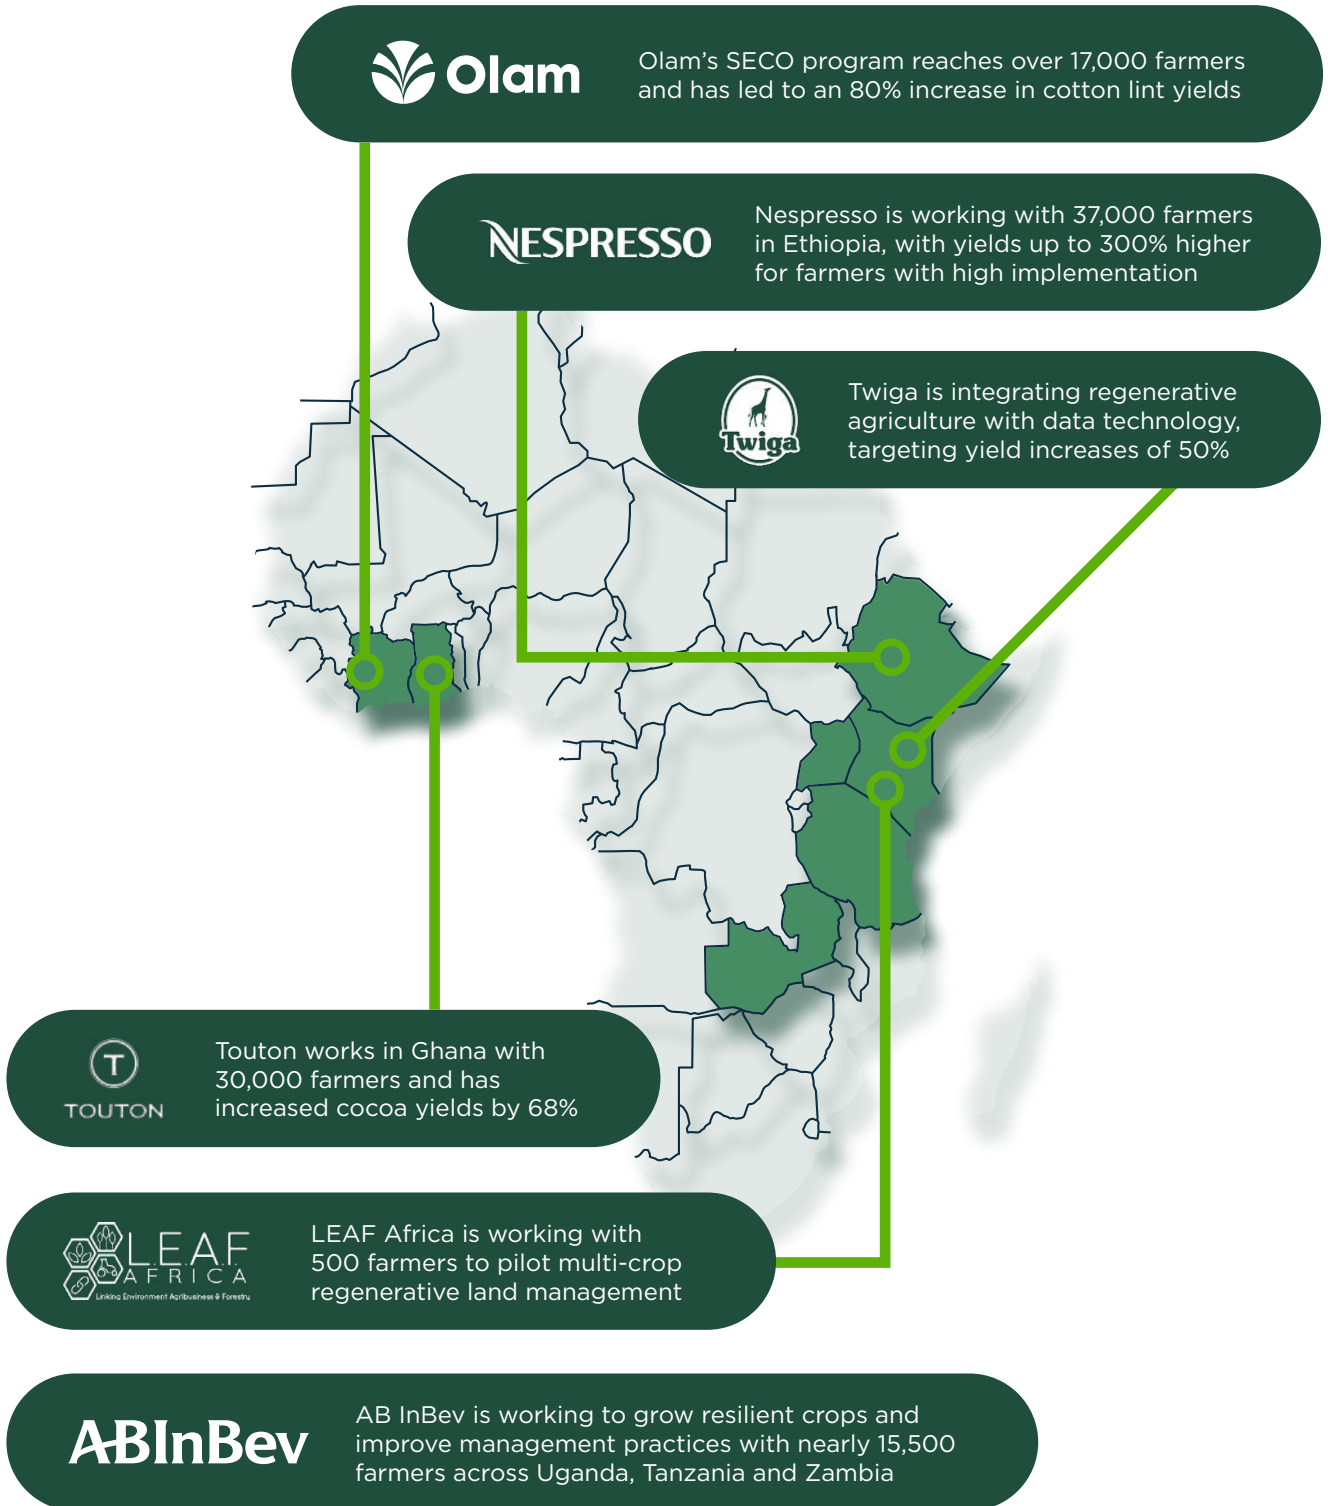 Olam
Olam’s SECO program reaches over 17,000 farmers
and has led to an 80% increase in cotton lint yields
NESPRESSO
Nespresso is working with 37,000 farmers
in Ethiopia, with yields up to 300% higher
for farmers with high implementation
Twiga
Twiga is integrating regenerative
agriculture with data technology,
targeting yield increases of 50%
T
TOUTON
Touton works in Ghana with
30,000 farmers and has
increased cocoa yields by 68%
L.E.A.F
AFRICA
Linking Environment Agribusiness & Forestry
LEAF Africa is working with
500 farmers to pilot multi-crop
regenerative land management
ABInBev
AB InBev is working to grow resilient crops and
improve management practices with nearly 15,500
farmers across Uganda, Tanzania and Zambia